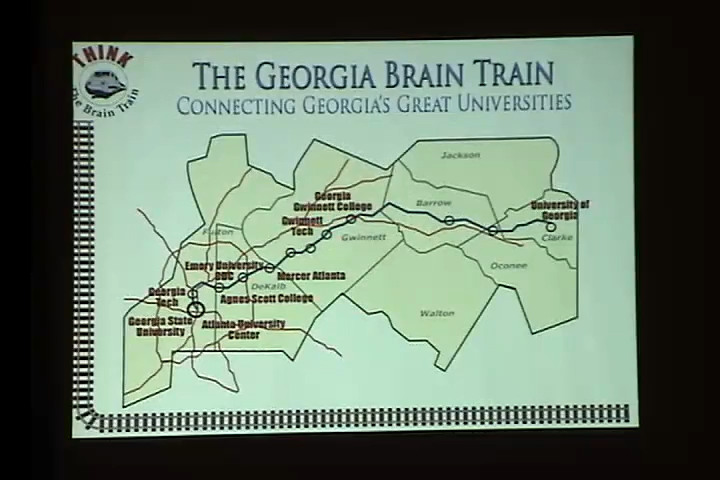 THINK
The Brain Train
THE GEORGIA BRAIN TRAIN
CONNECTING GEORGIA'S GREAT UNIVERSITIES
Jackson
Georgia
Gwinnett College
Barrow
University of
Georgia
Gwinnett
Tech
Fulton
Gwinnett
Clarke
Emory University
CDC
Mercer Atlanta
Oconee
DeKalb
Georgia
Tech
Agnes Scott College
Walton
Georgia State
University
Atlanta University
Center